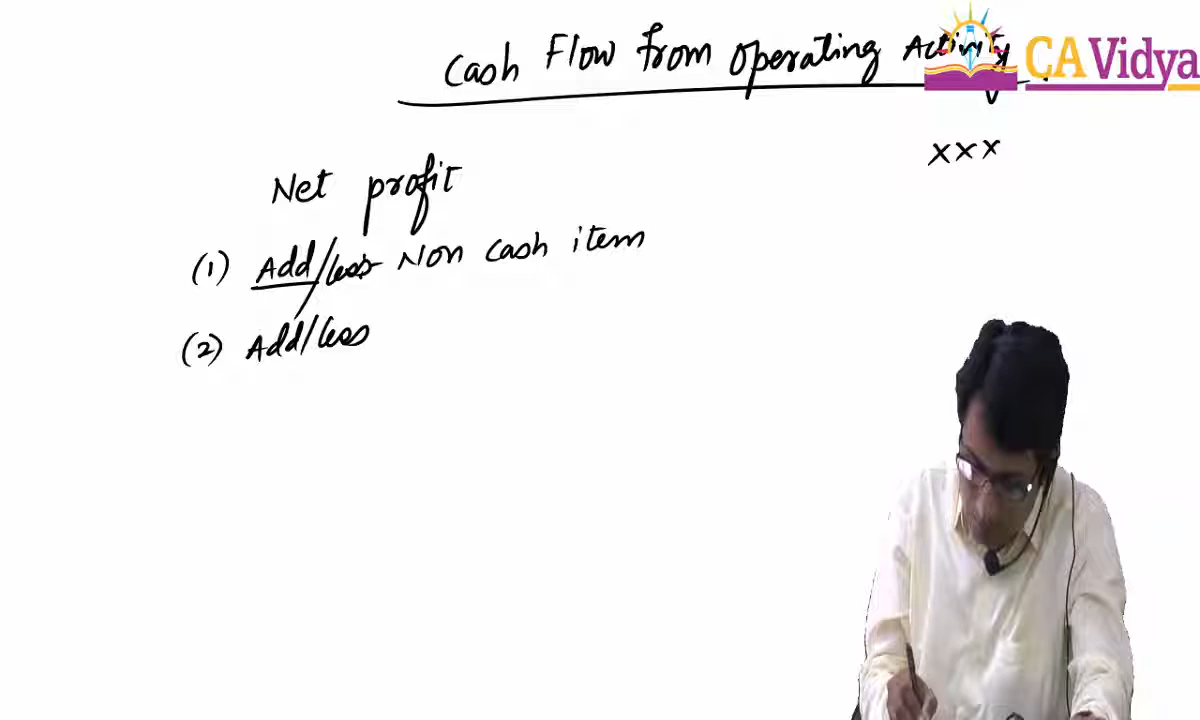 Cash Flow from Operating Activity
CA Vidya
xxx
Net profit
(1) Add/less Non cash item
(2) Add/less